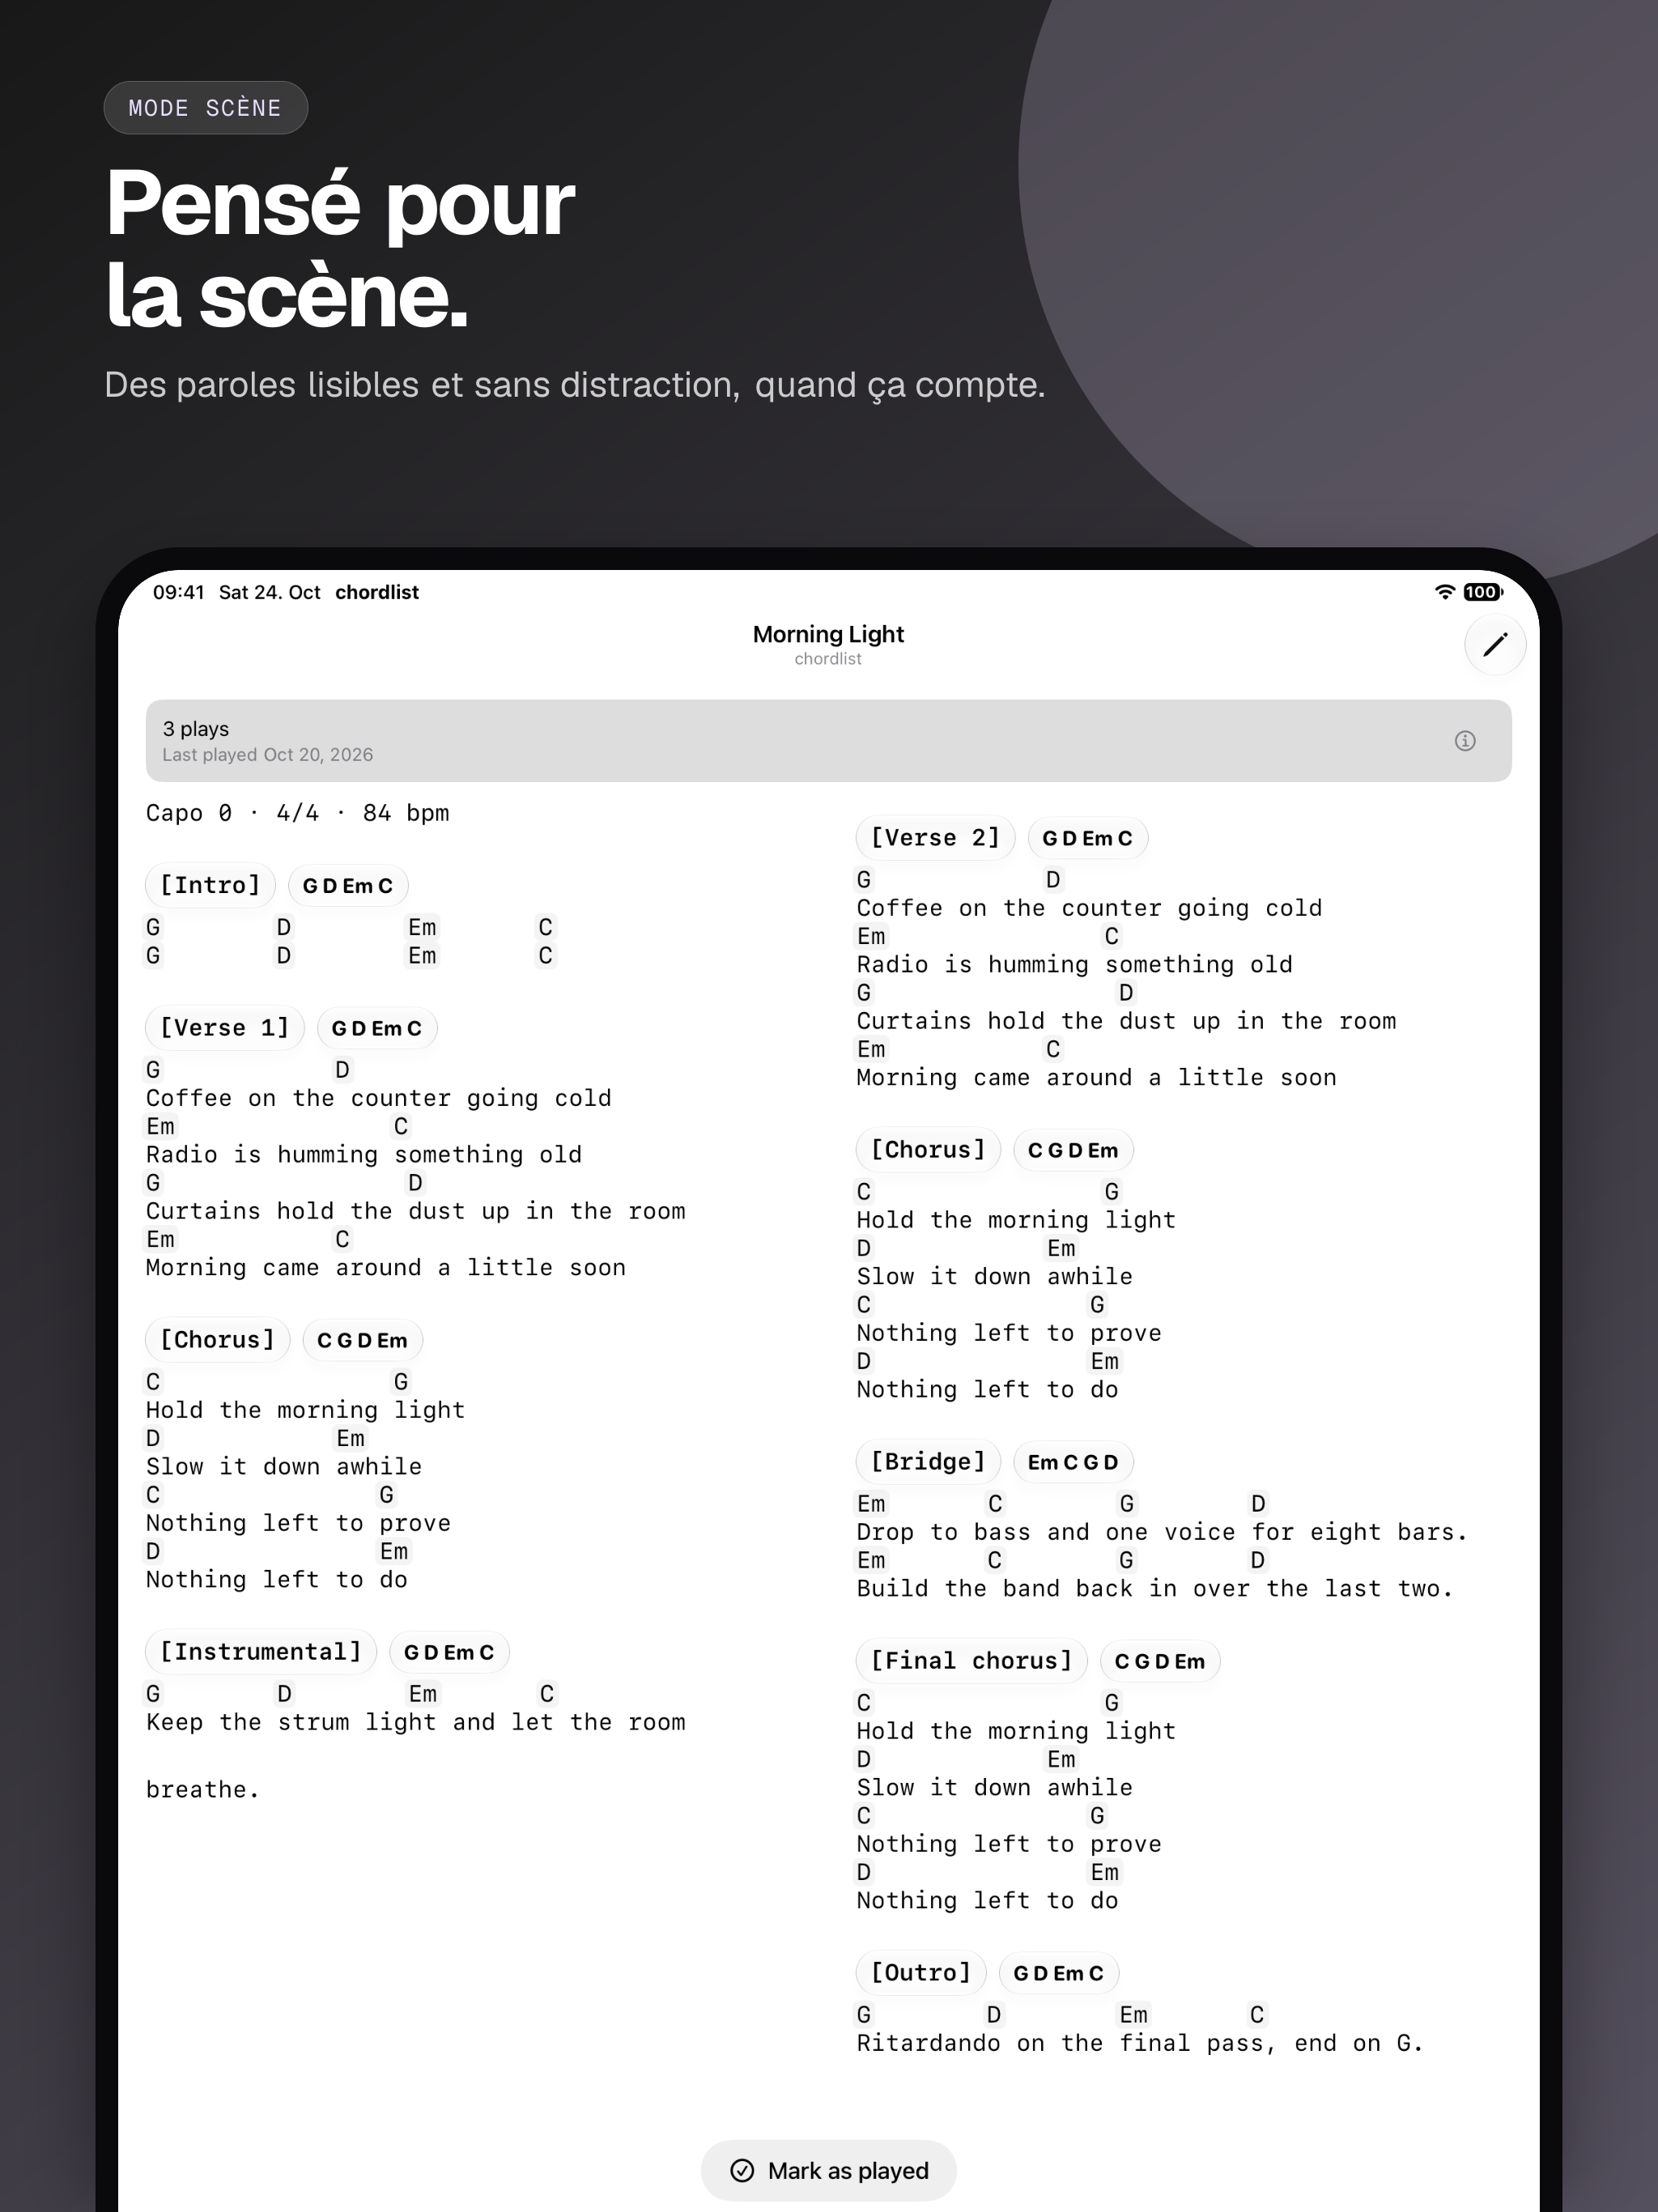 MODE SCÈNE
Pensé pour
la scène.
Des paroles lisibles et sans distraction, quand ça compte.
09:41 Sat 24. Oct chordlist
100
Morning Light
chordlist
3 plays
Last played Oct 20, 2026
Capo 0 · 4/4 · 84 bpm
[Intro] G D Em C
G D Em C
G D Em C
[Verse 1] G D Em C
G D
Coffee on the counter going cold
Em C
Radio is humming something old
G D
Curtains hold the dust up in the room
Em C
Morning came around a little soon
[Chorus] C G D Em
C G
Hold the morning light
D Em
Slow it down awhile
C G
Nothing left to prove
D Em
Nothing left to do
[Instrumental] G D Em C
G D Em C
Keep the strum light and let the room
breathe.
[Verse 2] G D Em C
G D
Coffee on the counter going cold
Em C
Radio is humming something old
G D
Curtains hold the dust up in the room
Em C
Morning came around a little soon
[Chorus] C G D Em
C G
Hold the morning light
D Em
Slow it down awhile
C G
Nothing left to prove
D Em
Nothing left to do
[Bridge] Em C G D
Em C G D
Drop to bass and one voice for eight bars.
Em C G D
Build the band back in over the last two.
[Final chorus] C G D Em
C G
Hold the morning light
D Em
Slow it down awhile
C G
Nothing left to prove
D Em
Nothing left to do
[Outro] G D Em C
G D Em C
Ritardando on the final pass, end on G.
Mark as played